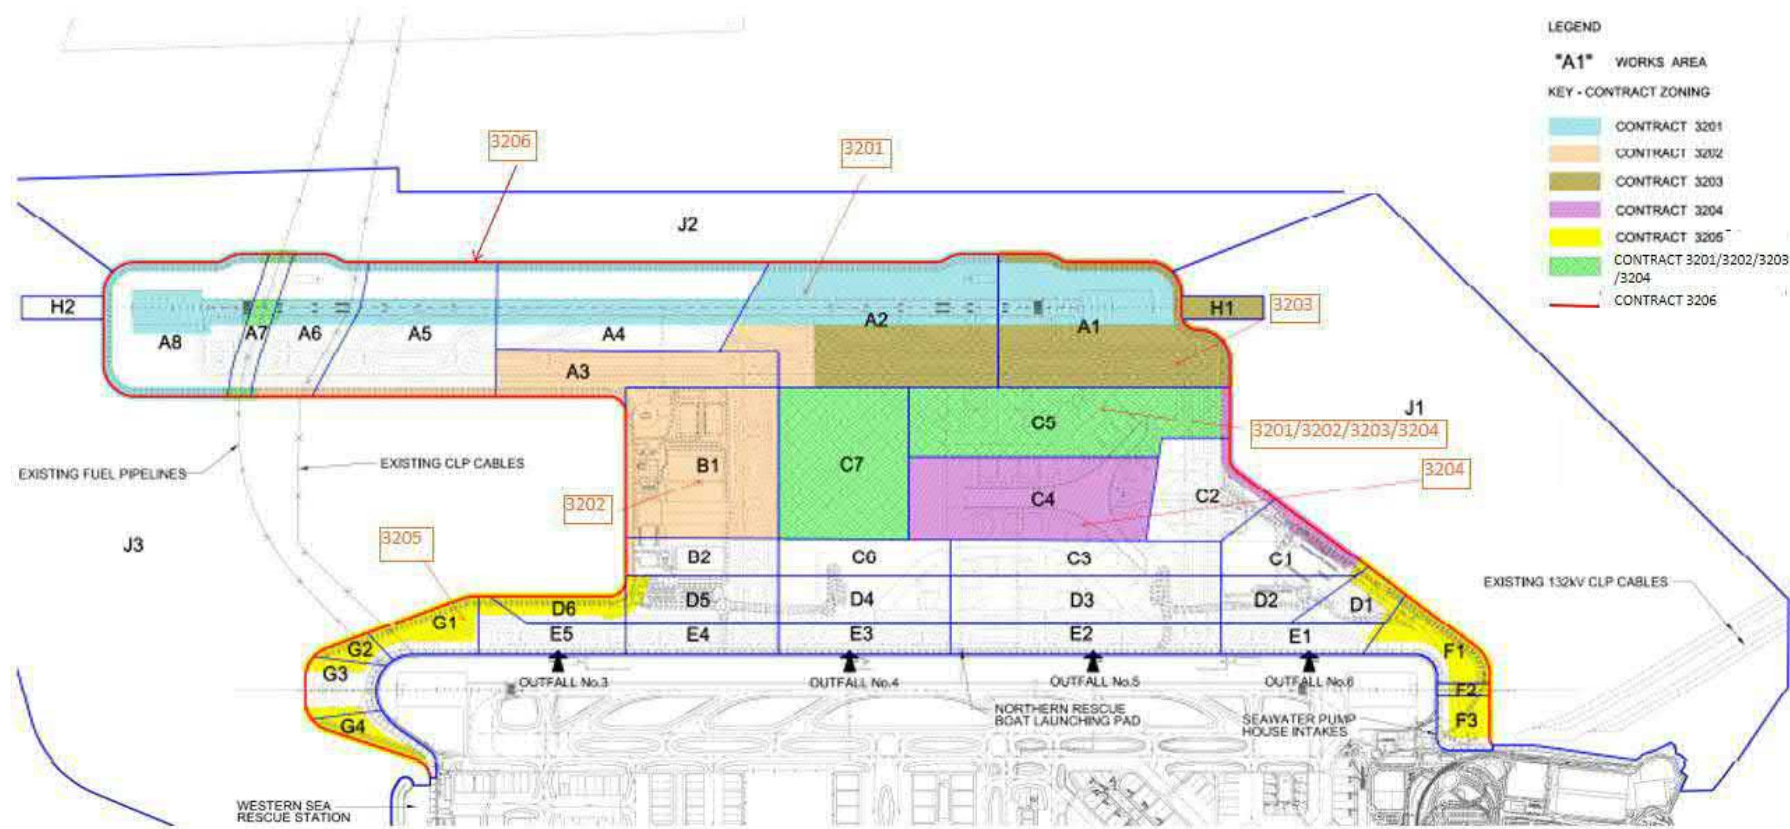 LEGEND
"A1" WORKS AREA
KEY - CONTRACT ZONING
CONTRACT 3201
CONTRACT 3202
CONTRACT 3203
CONTRACT 3204
CONTRACT 3205
CONTRACT 3201/3202/3203
/3204
CONTRACT 3206
3206
3201
J2
H2
A8
A7
A6
A5
A4
A2
A1
H1
3203
A3
J1
C5
3201/3202/3203/3204
EXISTING FUEL PIPELINES
EXISTING CLP CABLES
B1
C7
3204
C4
C2
3202
J3
3205
B2
C6
C3
C1
EXISTING 132kV CLP CABLES
D6
D5
D4
D3
D2
D1
G1
E5
E4
E3
E2
E1
G2
F1
G3
OUTFALL No.3
OUTFALL No.4
OUTFALL No.5
OUTFALL No.6
F2
G4
NORTHERN RESCUE
BOAT LAUNCHING PAD
SEAWATER PUMP
HOUSE INTAKES
F3
WESTERN SEA
RESCUE STATION